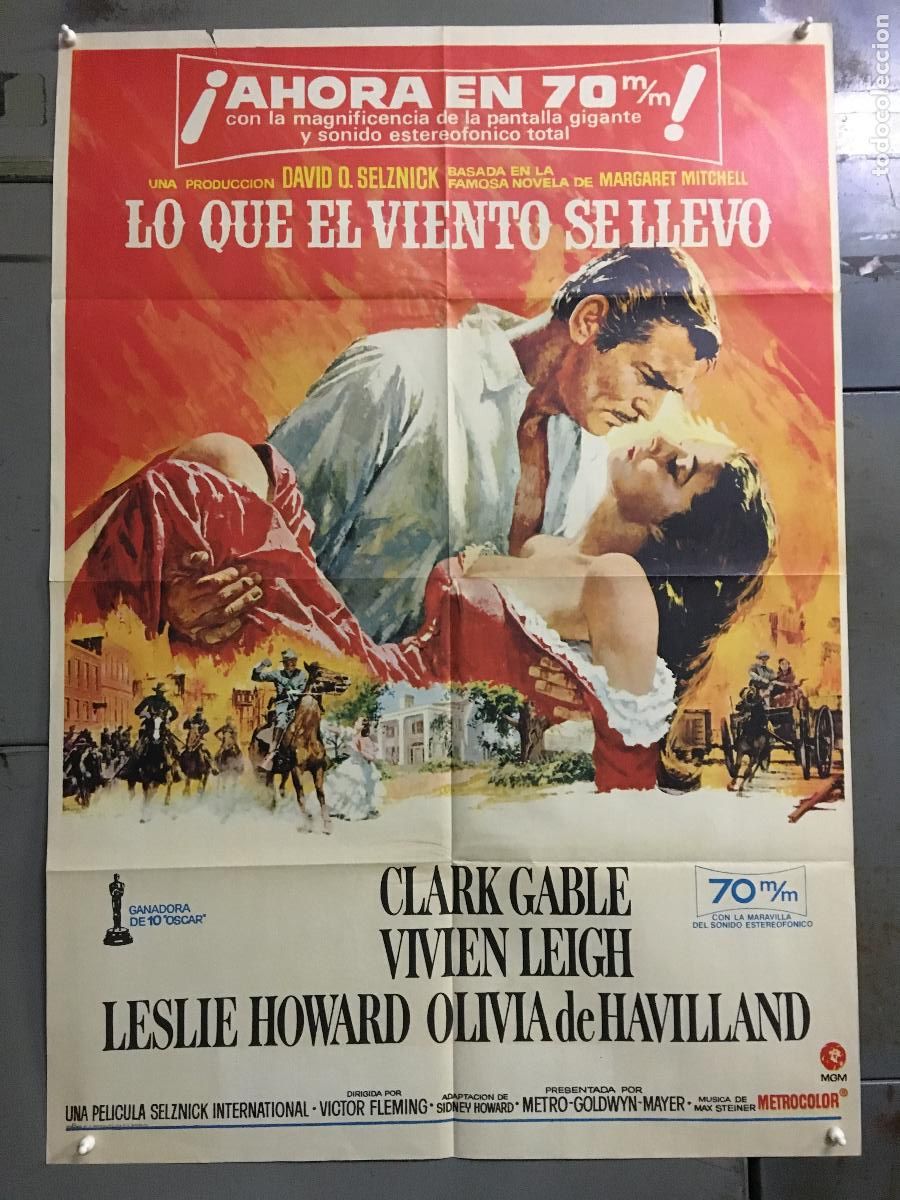 ¡AHORA EN 70 m/m!
con la magnificencia de la pantalla gigante
y sonido estereofonico total
UNA PRODUCCION DAVID O. SELZNICK BASADA EN LA FAMOSA NOVELA DE MARGARET MITCHELL
LO QUE EL VIENTO SE LLEVO
GANADORA
DE 10 "OSCAR"
CLARK GABLE
VIVIEN LEIGH
LESLIE HOWARD OLIVIA de HAVILLAND
70 m/m
CON LA MARAVILLA
DEL SONIDO ESTEREOFONICO
MGM
UNA PELICULA SELZNICK INTERNATIONAL · DIRIGIDA POR VICTOR FLEMING · ADAPTACION DE SIDNEY HOWARD · PRESENTADA POR METRO-GOLDWYN-MAYER · MUSICA DE MAX STEINER METROCOLOR®
todocoleccion